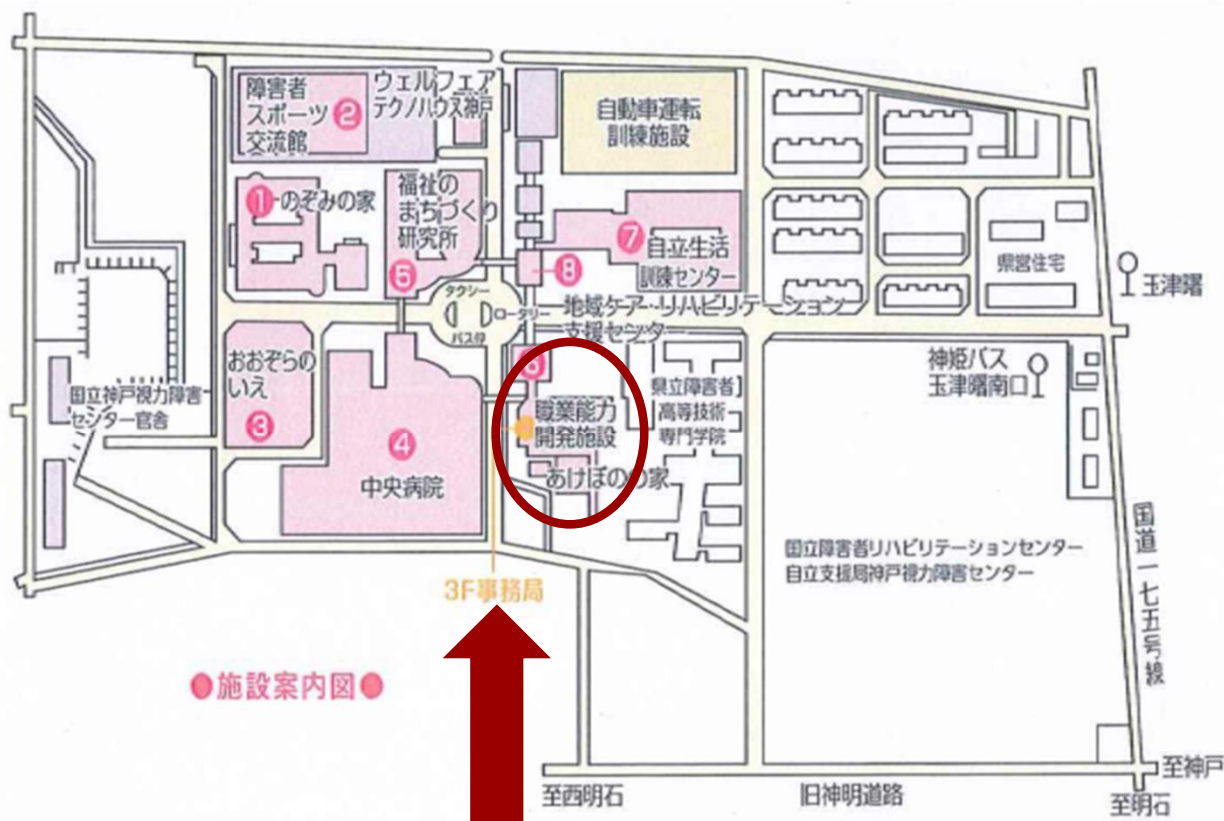 障害者
スポーツ
交流館
②
ウェルフェア
テクノハウス神戸
自動車運転
訓練施設
①
のぞみの家
福祉の
まちづくり
研究所
⑤
⑦
自立生活
訓練センター
⑧
県営住宅
玉津曙
タクシー
ロータリー
バス停
地域ケア・リハビリテーション
支援センター
⑥
おおぞらの
いえ
③
国立神戸視力障害
センター官舎
④
中央病院
職業能力
開発施設
あけぼのの家
県立障害者
高等技術
専門学院
神姫バス
玉津曙南口
国立障害者リハビリテーションセンター
自立支援局神戸視力障害センター
国道一七五号線
3F事務局
●施設案内図●
至西明石
旧神明道路
至神戸
至明石